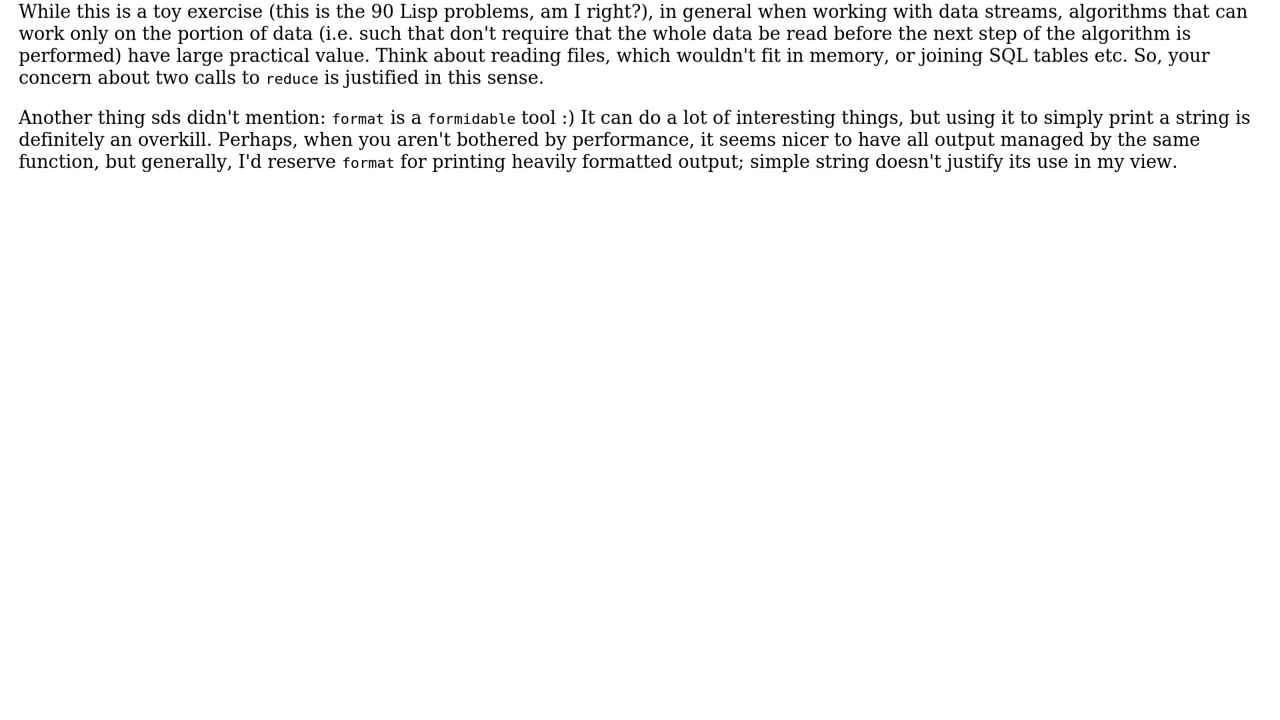 While this is a toy exercise (this is the 90 Lisp problems, am I right?), in general when working with data streams, algorithms that can
work only on the portion of data (i.e. such that don't require that the whole data be read before the next step of the algorithm is
performed) have large practical value. Think about reading files, which wouldn't fit in memory, or joining SQL tables etc. So, your
concern about two calls to reduce is justified in this sense.
Another thing sds didn't mention: format is a formidable tool :) It can do a lot of interesting things, but using it to simply print a string is
definitely an overkill. Perhaps, when you aren't bothered by performance, it seems nicer to have all output managed by the same
function, but generally, I'd reserve format for printing heavily formatted output; simple string doesn't justify its use in my view.